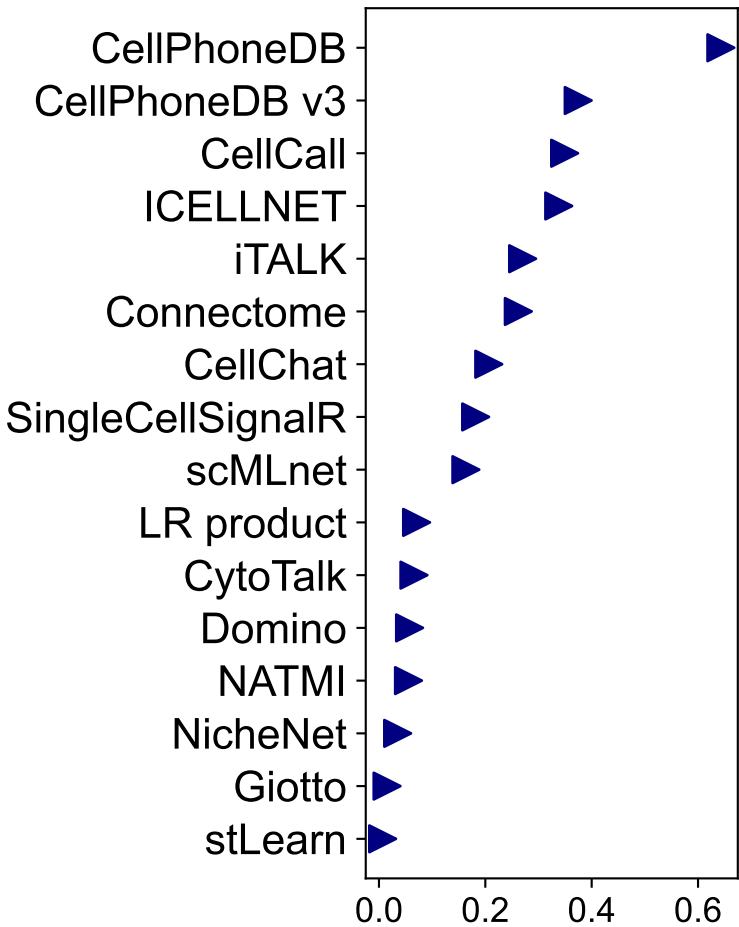 CellPhoneDB
CellPhoneDB v3
CellCall
ICELLNET
iTALK
Connectome
CellChat
SingleCellSignalR
scMLnet
LR product
CytoTalk
Domino
NATMI
NicheNet
Giotto
stLearn
0.0 0.2 0.4 0.6